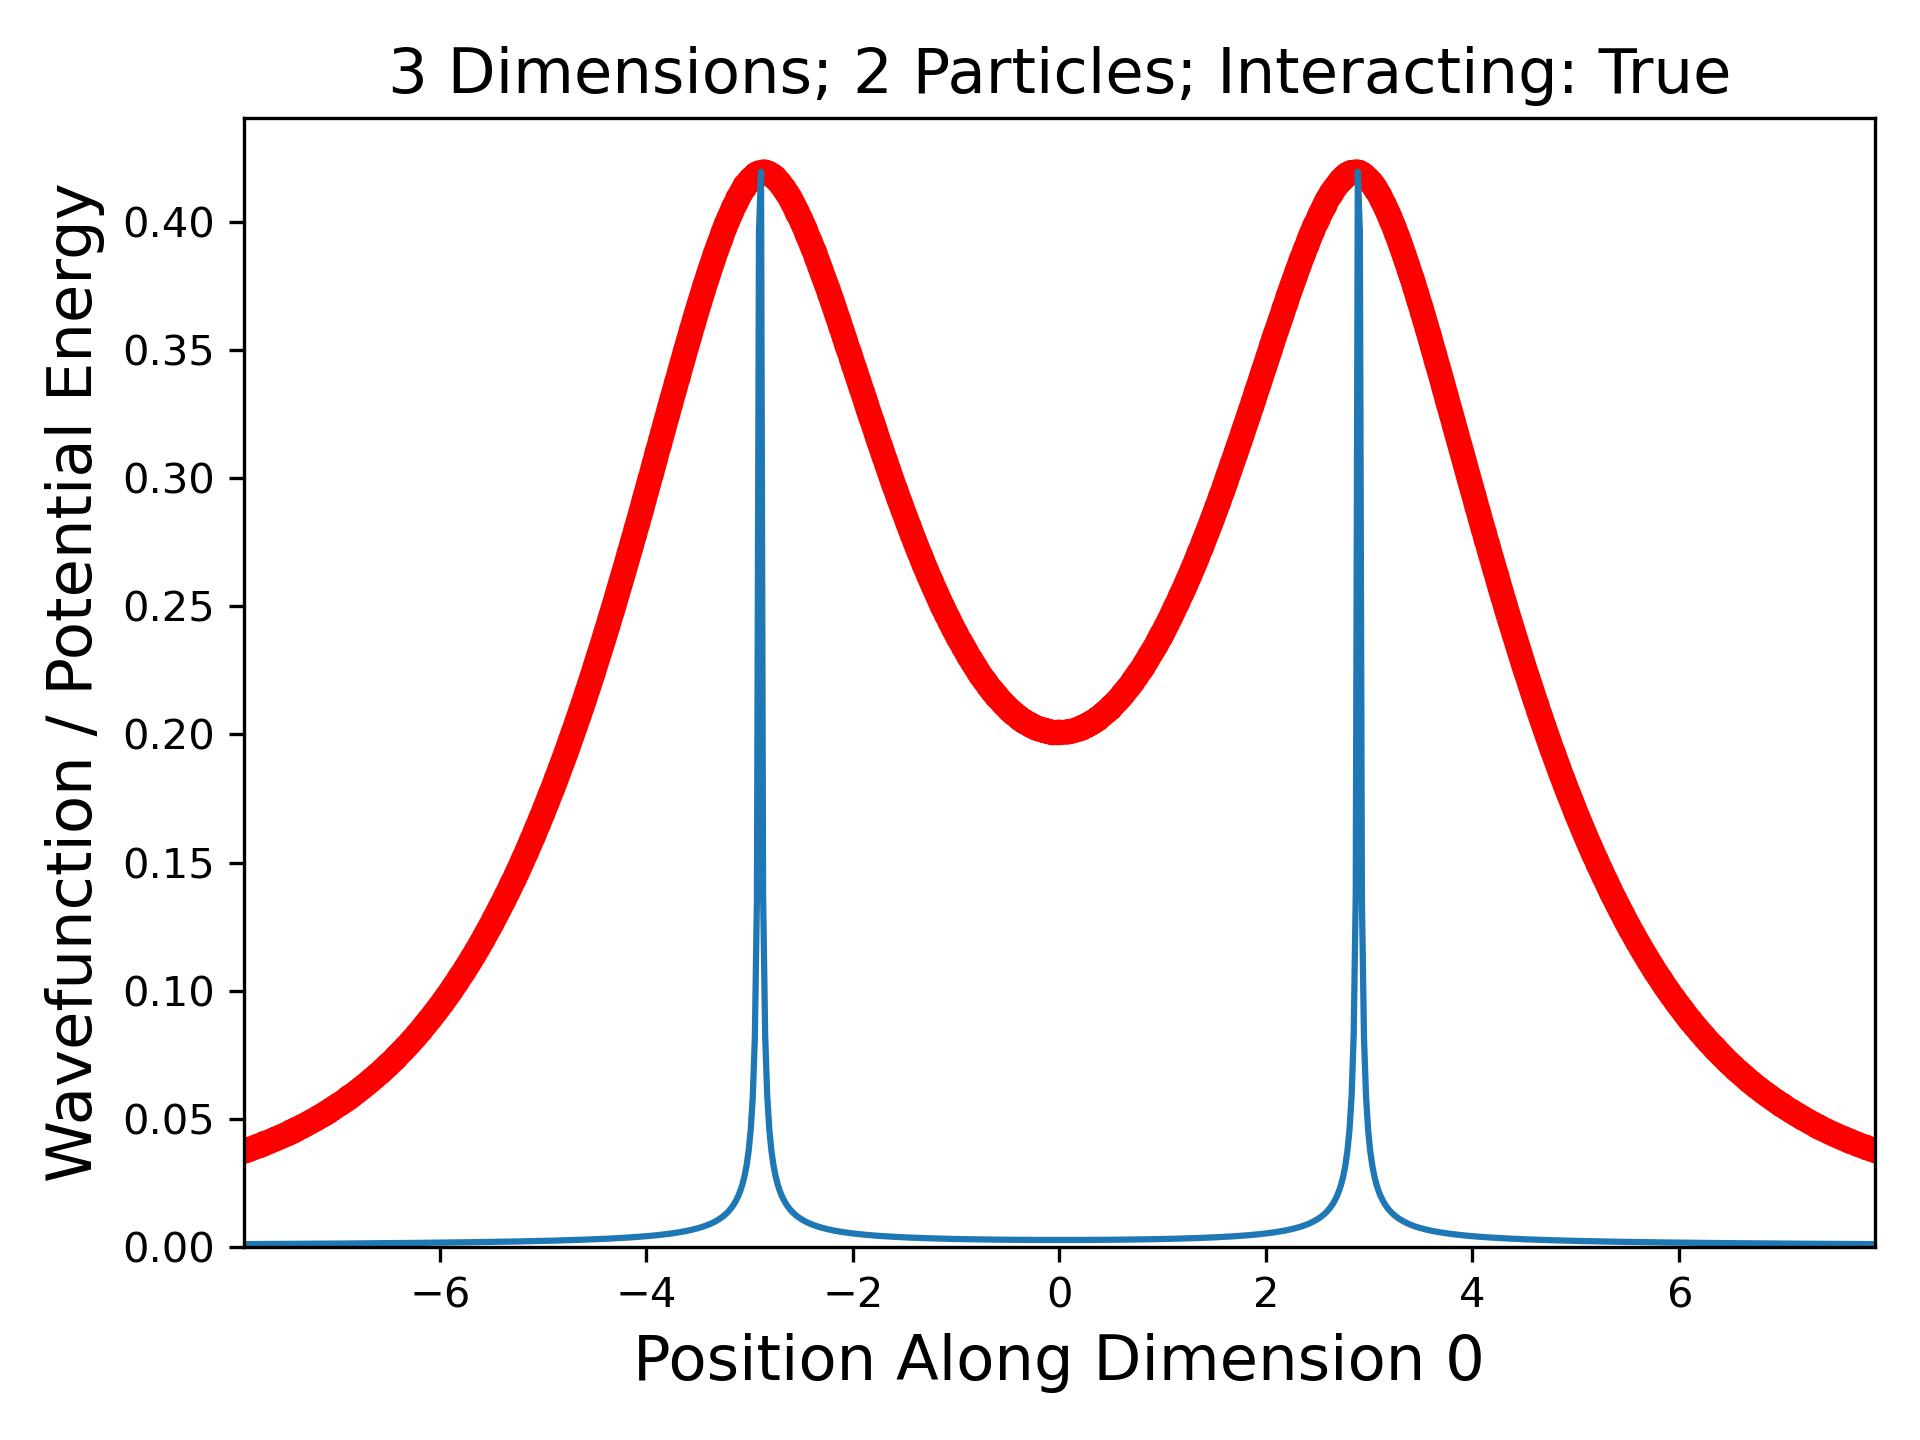 3 Dimensions; 2 Particles; Interacting: True
Wavefunction / Potential Energy
0.40
0.35
0.30
0.25
0.20
0.15
0.10
0.05
0.00
−6 −4 −2 0 2 4 6
Position Along Dimension 0